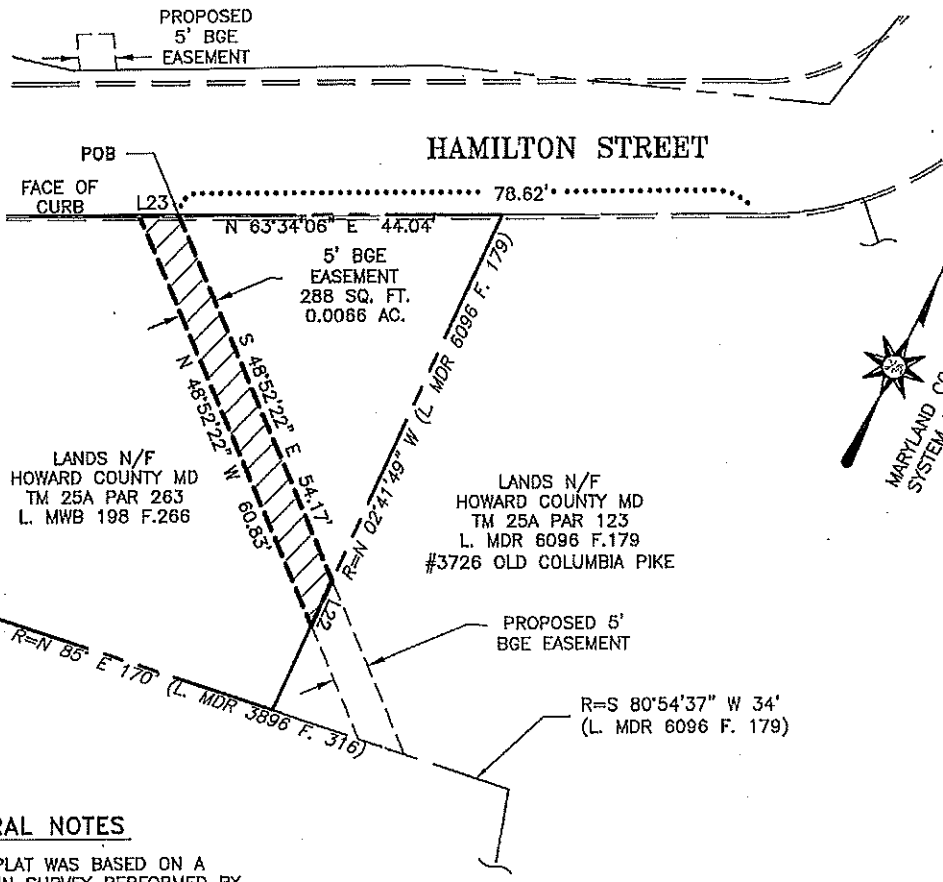 PROPOSED
5' BGE
EASEMENT
HAMILTON STREET
POB
FACE OF
CURB
L23
78.62'
N 63°34'06" E 44.04'
5' BGE
EASEMENT
288 SQ. FT.
0.0066 AC.
S 48°52'22" E 54.17'
N 48°52'22" W 60.83'
R=N 02°41'49" W (L. MDR 6096 F. 179)
MARYLAND
SYSTEM
LANDS N/F
HOWARD COUNTY MD
TM 25A PAR 263
L. MWB 198 F.266
LANDS N/F
HOWARD COUNTY MD
TM 25A PAR 123
L. MDR 6096 F.179
#3726 OLD COLUMBIA PIKE
L22
PROPOSED 5'
BGE EASEMENT
R=N 85° E 170' (L. MDR 3896 F. 316)
R=S 80°54'37" W 34'
(L. MDR 6096 F. 179)
RAL NOTES
PLAT WAS BASED ON A